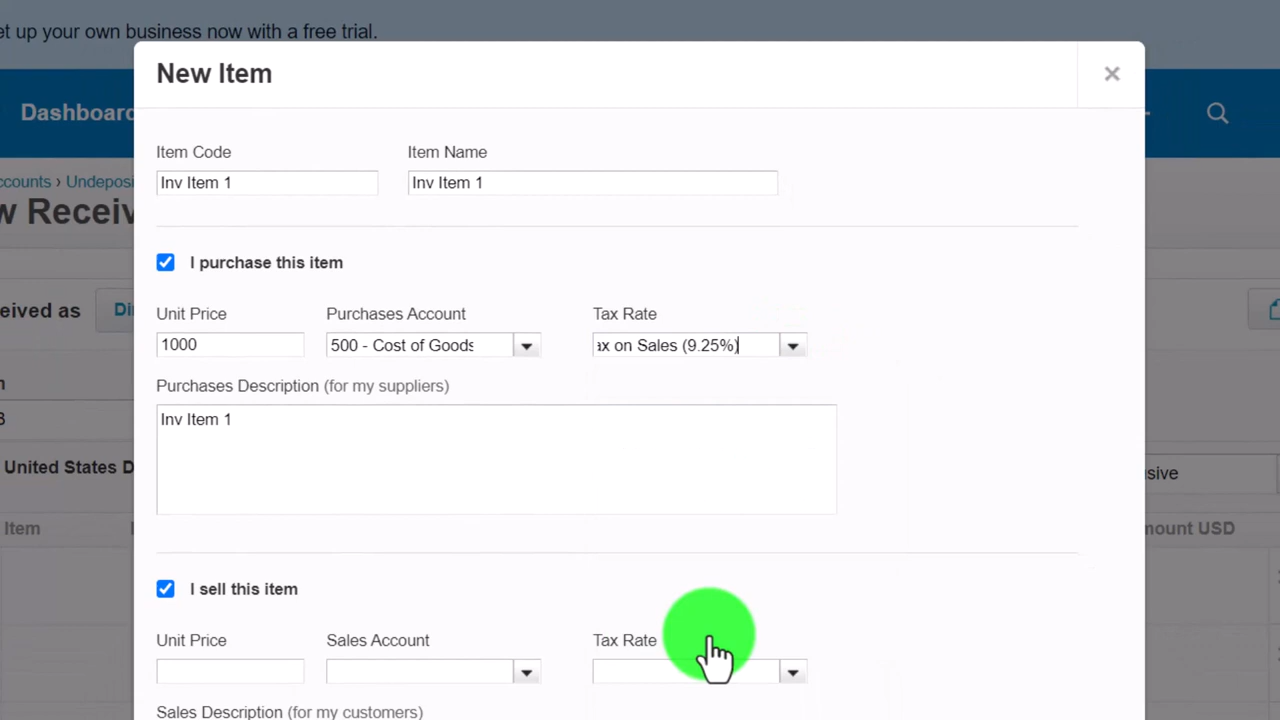 et up your own business now with a free trial.
New Item
×
Dashboard
Item Code
Item Name
ccounts › Undeposi
Inv Item 1
Inv Item 1
w Receiv
I purchase this item
eived as
Di
Unit Price
Purchases Account
Tax Rate
1000
500 - Cost of Goods
ax on Sales (9.25%)
Purchases Description (for my suppliers)
Inv Item 1
United States D
sive
Item
mount USD
I sell this item
Unit Price
Sales Account
Tax Rate
Sales Description (for my customers)